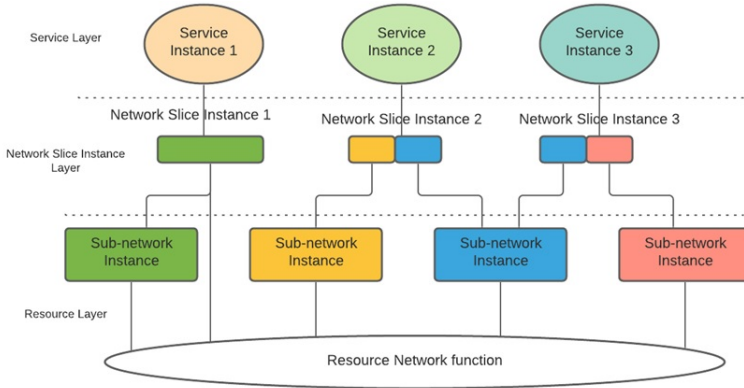 Service Layer
Service
Instance 1
Service
Instance 2
Service
Instance 3
Network Slice Instance 1
Network Slice Instance 2
Network Slice Instance 3
Network Slice Instance
Layer
Sub-network
Instance
Sub-network
Instance
Sub-network
Instance
Sub-network
Instance
Resource Layer
Resource Network function